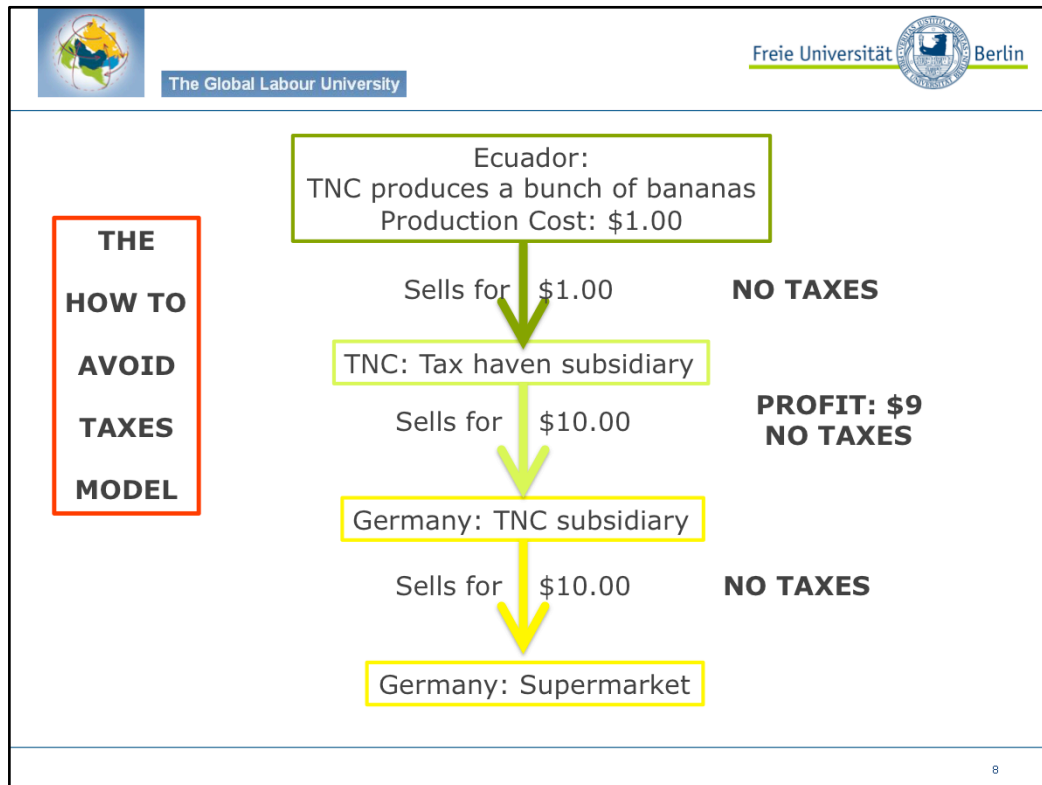 The Global Labour University
Freie Universität Berlin
Ecuador:
TNC produces a bunch of bananas
Production Cost: $1.00
THE
HOW TO
AVOID
TAXES
MODEL
Sells for $1.00
NO TAXES
TNC: Tax haven subsidiary
Sells for $10.00
PROFIT: $9
NO TAXES
Germany: TNC subsidiary
Sells for $10.00
NO TAXES
Germany: Supermarket
8